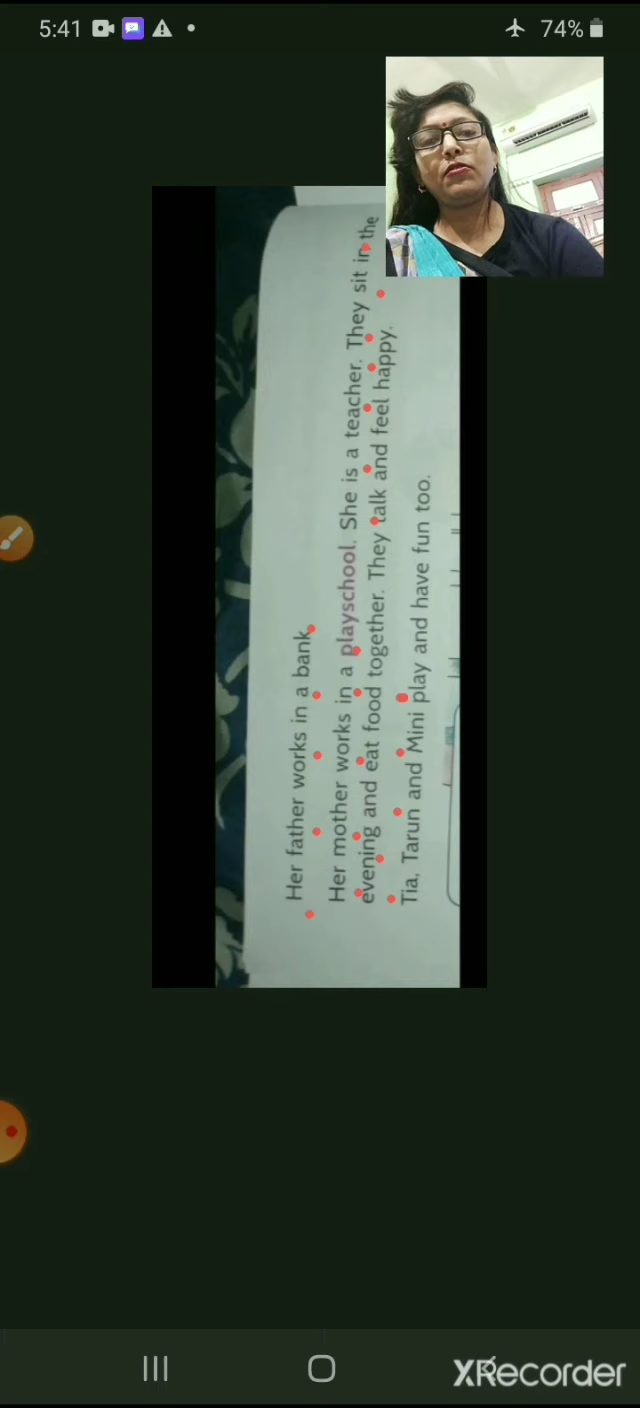 5:41
74%
Her father works in a bank.
Her mother works in a playschool. She is a teacher. They sit in the
evening and eat food together. They talk and feel happy.
Tia, Tarun and Mini play and have fun too.
XRecorder